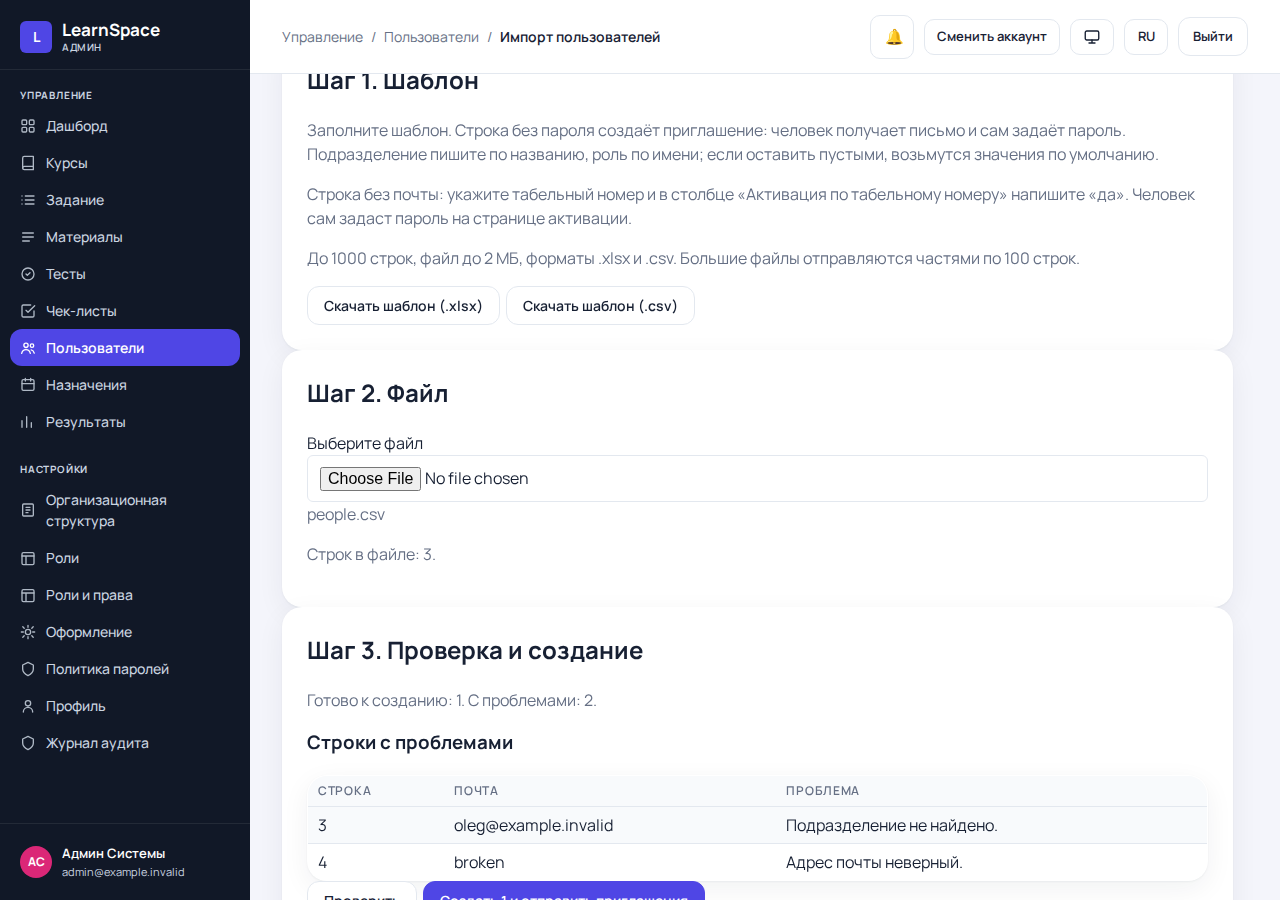 L
LearnSpace
АДМИН
УПРАВЛЕНИЕ
Дашборд
Курсы
Задание
Материалы
Тесты
Чек-листы
Пользователи
Назначения
Результаты
НАСТРОЙКИ
Организационная
структура
Роли
Роли и права
Оформление
Политика паролей
Профиль
Журнал аудита
АС
Админ Системы
admin@example.invalid
Управление / Пользователи / Импорт пользователей
Сменить аккаунт
RU
Выйти
Шаг 1. Шаблон
Заполните шаблон. Строка без пароля создаёт приглашение: человек получает письмо и сам задаёт пароль.
Подразделение пишите по названию, роль по имени; если оставить пустыми, возьмутся значения по умолчанию.
Строка без почты: укажите табельный номер и в столбце «Активация по табельному номеру» напишите «да». Человек
сам задаст пароль на странице активации.
До 1000 строк, файл до 2 МБ, форматы .xlsx и .csv. Большие файлы отправляются частями по 100 строк.
Скачать шаблон (.xlsx)
Скачать шаблон (.csv)
Шаг 2. Файл
Выберите файл
Choose File No file chosen
people.csv
Строк в файле: 3.
Шаг 3. Проверка и создание
Готово к созданию: 1. С проблемами: 2.
Строки с проблемами
СТРОКА ПОЧТА ПРОБЛЕМА
3 oleg@example.invalid Подразделение не найдено.
4 broken Адрес почты неверный.
Проверить
Создать 1 и отправить приглашения